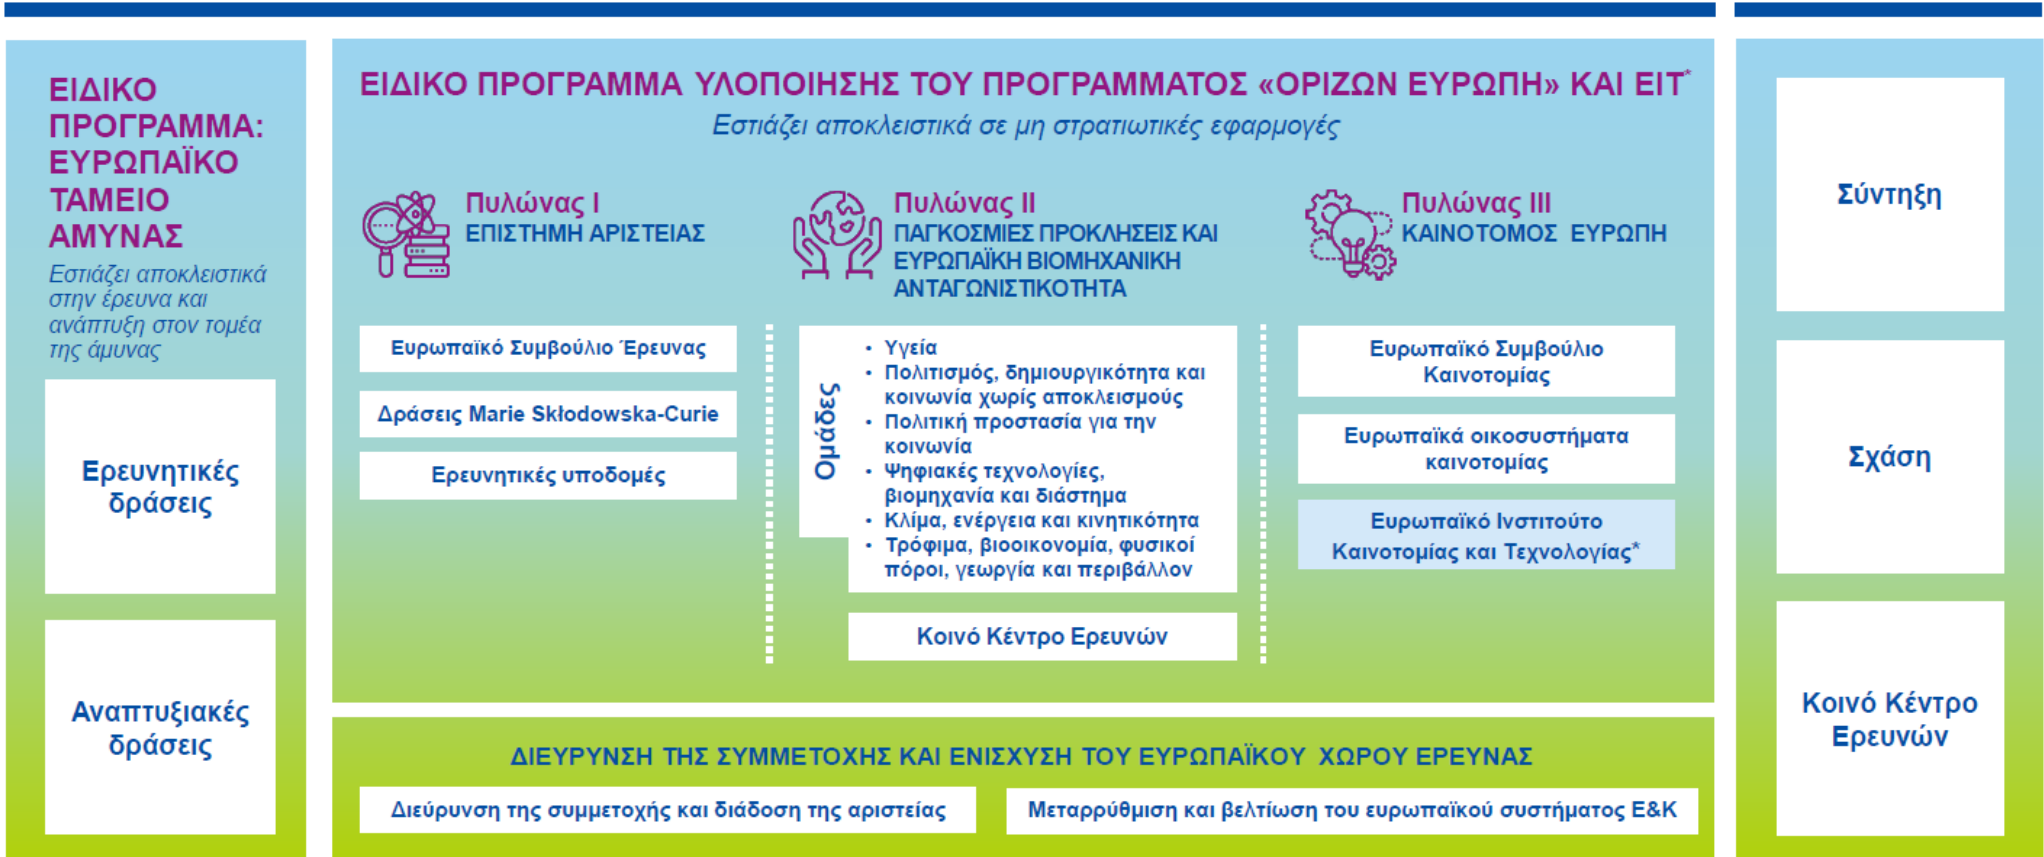 ΕΙΔΙΚΟ
ΠΡΟΓΡΑΜΜΑ:
ΕΥΡΩΠΑΪΚΟ
ΤΑΜΕΙΟ
ΑΜΥΝΑΣ
Εστιάζει αποκλειστικά
στην έρευνα και
ανάπτυξη στον τομέα
της άμυνας
Ερευνητικές
δράσεις
Αναπτυξιακές
δράσεις
ΕΙΔΙΚΟ ΠΡΟΓΡΑΜΜΑ ΥΛΟΠΟΙΗΣΗΣ ΤΟΥ ΠΡΟΓΡΑΜΜΑΤΟΣ «ΟΡΙΖΩΝ ΕΥΡΩΠΗ» ΚΑΙ ΕΙΤ*
Εστιάζει αποκλειστικά σε μη στρατιωτικές εφαρμογές
Πυλώνας I
ΕΠΙΣΤΗΜΗ ΑΡΙΣΤΕΙΑΣ
Ευρωπαϊκό Συμβούλιο Έρευνας
Δράσεις Marie Skłodowska-Curie
Ερευνητικές υποδομές
Πυλώνας II
ΠΑΓΚΟΣΜΙΕΣ ΠΡΟΚΛΗΣΕΙΣ ΚΑΙ
ΕΥΡΩΠΑΪΚΗ ΒΙΟΜΗΧΑΝΙΚΗ
ΑΝΤΑΓΩΝΙΣΤΙΚΟΤΗΤΑ
Ομάδες
• Υγεία
• Πολιτισμός, δημιουργικότητα και
κοινωνία χωρίς αποκλεισμούς
• Πολιτική προστασία για την
κοινωνία
• Ψηφιακές τεχνολογίες,
βιομηχανία και διάστημα
• Κλίμα, ενέργεια και κινητικότητα
• Τρόφιμα, βιοοικονομία, φυσικοί
πόροι, γεωργία και περιβάλλον
Κοινό Κέντρο Ερευνών
Πυλώνας III
ΚΑΙΝΟΤΟΜΟΣ ΕΥΡΩΠΗ
Ευρωπαϊκό Συμβούλιο
Καινοτομίας
Ευρωπαϊκά οικοσυστήματα
καινοτομίας
Ευρωπαϊκό Ινστιτούτο
Καινοτομίας και Τεχνολογίας*
ΔΙΕΥΡΥΝΣΗ ΤΗΣ ΣΥΜΜΕΤΟΧΗΣ ΚΑΙ ΕΝΙΣΧΥΣΗ ΤΟΥ ΕΥΡΩΠΑΪΚΟΥ ΧΩΡΟΥ ΕΡΕΥΝΑΣ
Διεύρυνση της συμμετοχής και διάδοση της αριστείας
Μεταρρύθμιση και βελτίωση του ευρωπαϊκού συστήματος Ε&Κ
Σύντηξη
Σχάση
Κοινό Κέντρο
Ερευνών